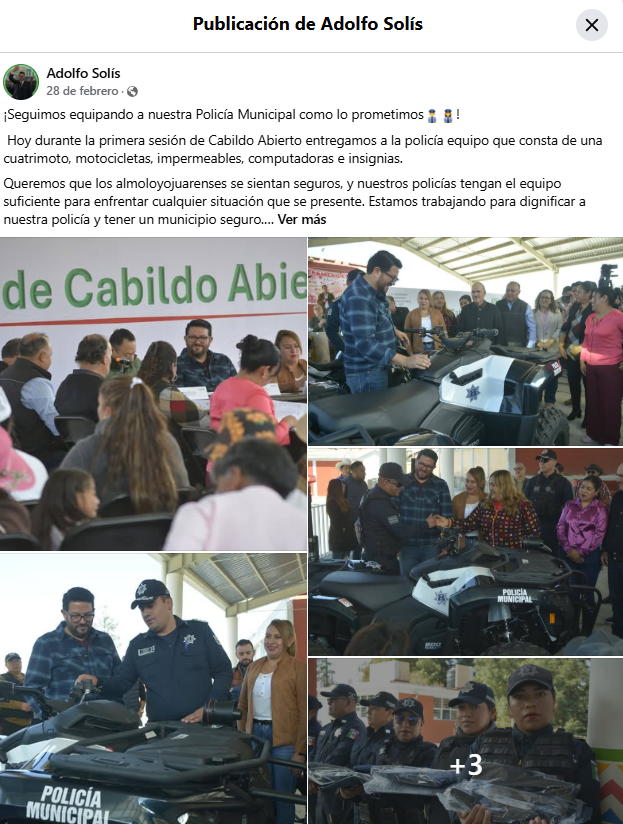 Publicación de Adolfo Solís
Adolfo Solís
28 de febrero ·
¡Seguimos equipando a nuestra Policía Municipal como lo prometimos👮‍♂️👮‍♀️!
Hoy durante la primera sesión de Cabildo Abierto entregamos a la policía equipo que consta de una
cuatrimoto, motocicletas, impermeables, computadoras e insignias.
Queremos que los almoloyojuarenses se sientan seguros, y nuestros policías tengan el equipo
suficiente para enfrentar cualquier situación que se presente. Estamos trabajando para dignificar a
nuestra policía y tener un municipio seguro.... Ver más
de Cabildo Abie
POLICÍA
MUNICIPAL
POLICÍA
MUNICIPAL
+3